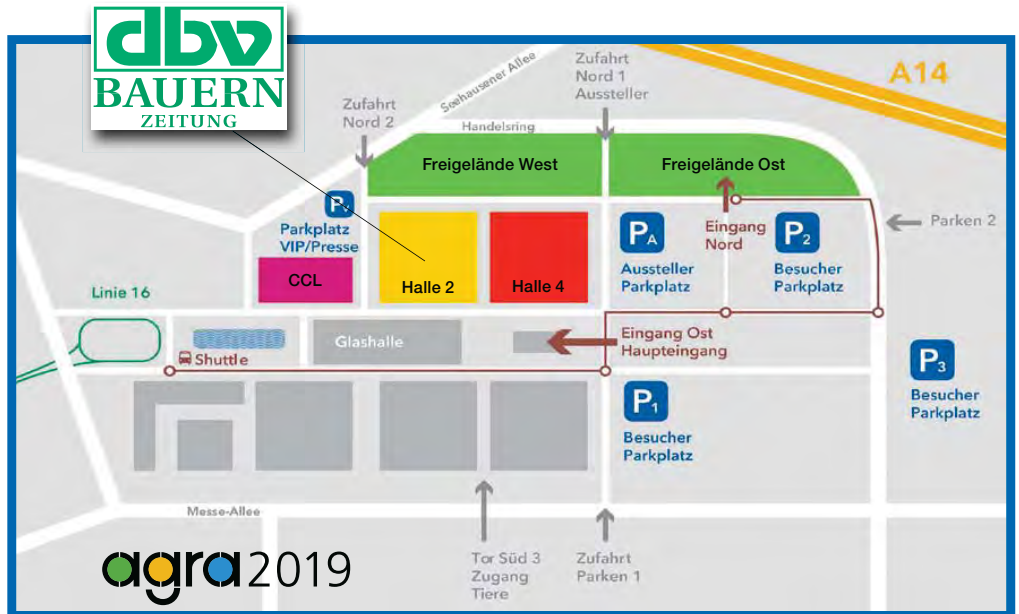 dbv
BAUERN
ZEITUNG
A14
Seehausener Allee
Zufahrt
Nord 1
Aussteller
Zufahrt
Nord 2
Handelsring
Freigelände West
Freigelände Ost
Parken 2
Pv
Parkplatz
VIP/Presse
CCL
Halle 2
Halle 4
PA
Aussteller
Parkplatz
Eingang
Nord
P2
Besucher
Parkplatz
Linie 16
Shuttle
Glashalle
Eingang Ost
Haupteingang
P3
Besucher
Parkplatz
P1
Besucher
Parkplatz
Messe-Allee
Tor Süd 3
Zugang
Tiere
Zufahrt
Parken 1
agra 2019